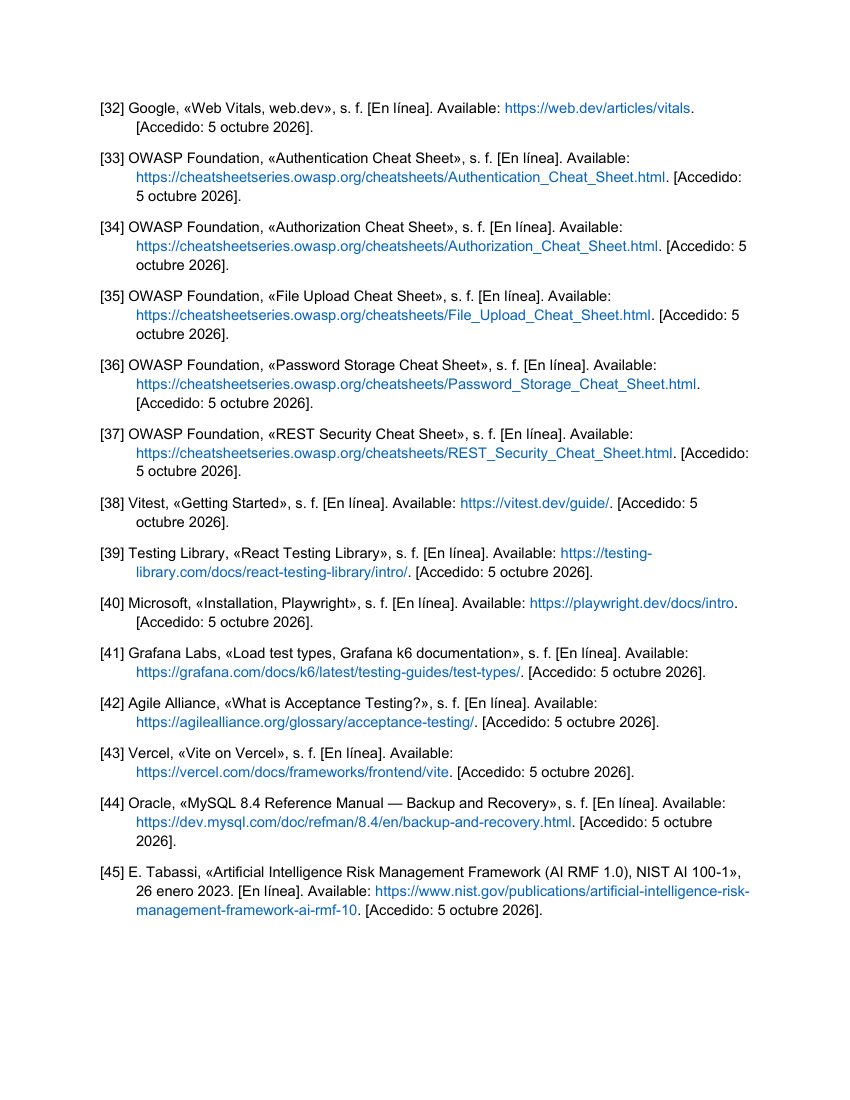 [32] Google, «Web Vitals, web.dev», s. f. [En línea]. Available: https://web.dev/articles/vitals.
[Accedido: 5 octubre 2026].
[33] OWASP Foundation, «Authentication Cheat Sheet», s. f. [En línea]. Available:
https://cheatsheetseries.owasp.org/cheatsheets/Authentication_Cheat_Sheet.html. [Accedido:
5 octubre 2026].
[34] OWASP Foundation, «Authorization Cheat Sheet», s. f. [En línea]. Available:
https://cheatsheetseries.owasp.org/cheatsheets/Authorization_Cheat_Sheet.html. [Accedido: 5
octubre 2026].
[35] OWASP Foundation, «File Upload Cheat Sheet», s. f. [En línea]. Available:
https://cheatsheetseries.owasp.org/cheatsheets/File_Upload_Cheat_Sheet.html. [Accedido: 5
octubre 2026].
[36] OWASP Foundation, «Password Storage Cheat Sheet», s. f. [En línea]. Available:
https://cheatsheetseries.owasp.org/cheatsheets/Password_Storage_Cheat_Sheet.html.
[Accedido: 5 octubre 2026].
[37] OWASP Foundation, «REST Security Cheat Sheet», s. f. [En línea]. Available:
https://cheatsheetseries.owasp.org/cheatsheets/REST_Security_Cheat_Sheet.html. [Accedido:
5 octubre 2026].
[38] Vitest, «Getting Started», s. f. [En línea]. Available: https://vitest.dev/guide/. [Accedido: 5
octubre 2026].
[39] Testing Library, «React Testing Library», s. f. [En línea]. Available: https://testing-
library.com/docs/react-testing-library/intro/. [Accedido: 5 octubre 2026].
[40] Microsoft, «Installation, Playwright», s. f. [En línea]. Available: https://playwright.dev/docs/intro.
[Accedido: 5 octubre 2026].
[41] Grafana Labs, «Load test types, Grafana k6 documentation», s. f. [En línea]. Available:
https://grafana.com/docs/k6/latest/testing-guides/test-types/. [Accedido: 5 octubre 2026].
[42] Agile Alliance, «What is Acceptance Testing?», s. f. [En línea]. Available:
https://agilealliance.org/glossary/acceptance-testing/. [Accedido: 5 octubre 2026].
[43] Vercel, «Vite on Vercel», s. f. [En línea]. Available:
https://vercel.com/docs/frameworks/frontend/vite. [Accedido: 5 octubre 2026].
[44] Oracle, «MySQL 8.4 Reference Manual — Backup and Recovery», s. f. [En línea]. Available:
https://dev.mysql.com/doc/refman/8.4/en/backup-and-recovery.html. [Accedido: 5 octubre
2026].
[45] E. Tabassi, «Artificial Intelligence Risk Management Framework (AI RMF 1.0), NIST AI 100-1»,
26 enero 2023. [En línea]. Available: https://www.nist.gov/publications/artificial-intelligence-risk-
management-framework-ai-rmf-10. [Accedido: 5 octubre 2026].